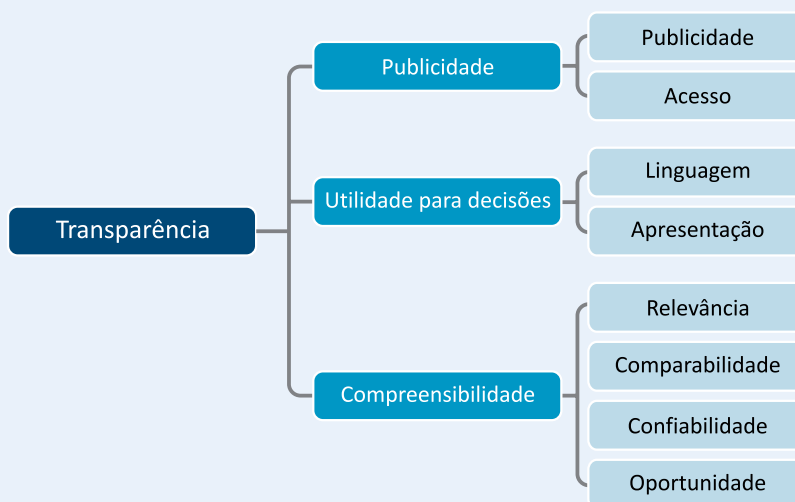 Transparência
Publicidade
Publicidade
Acesso
Utilidade para decisões
Linguagem
Apresentação
Compreensibilidade
Relevância
Comparabilidade
Confiabilidade
Oportunidade